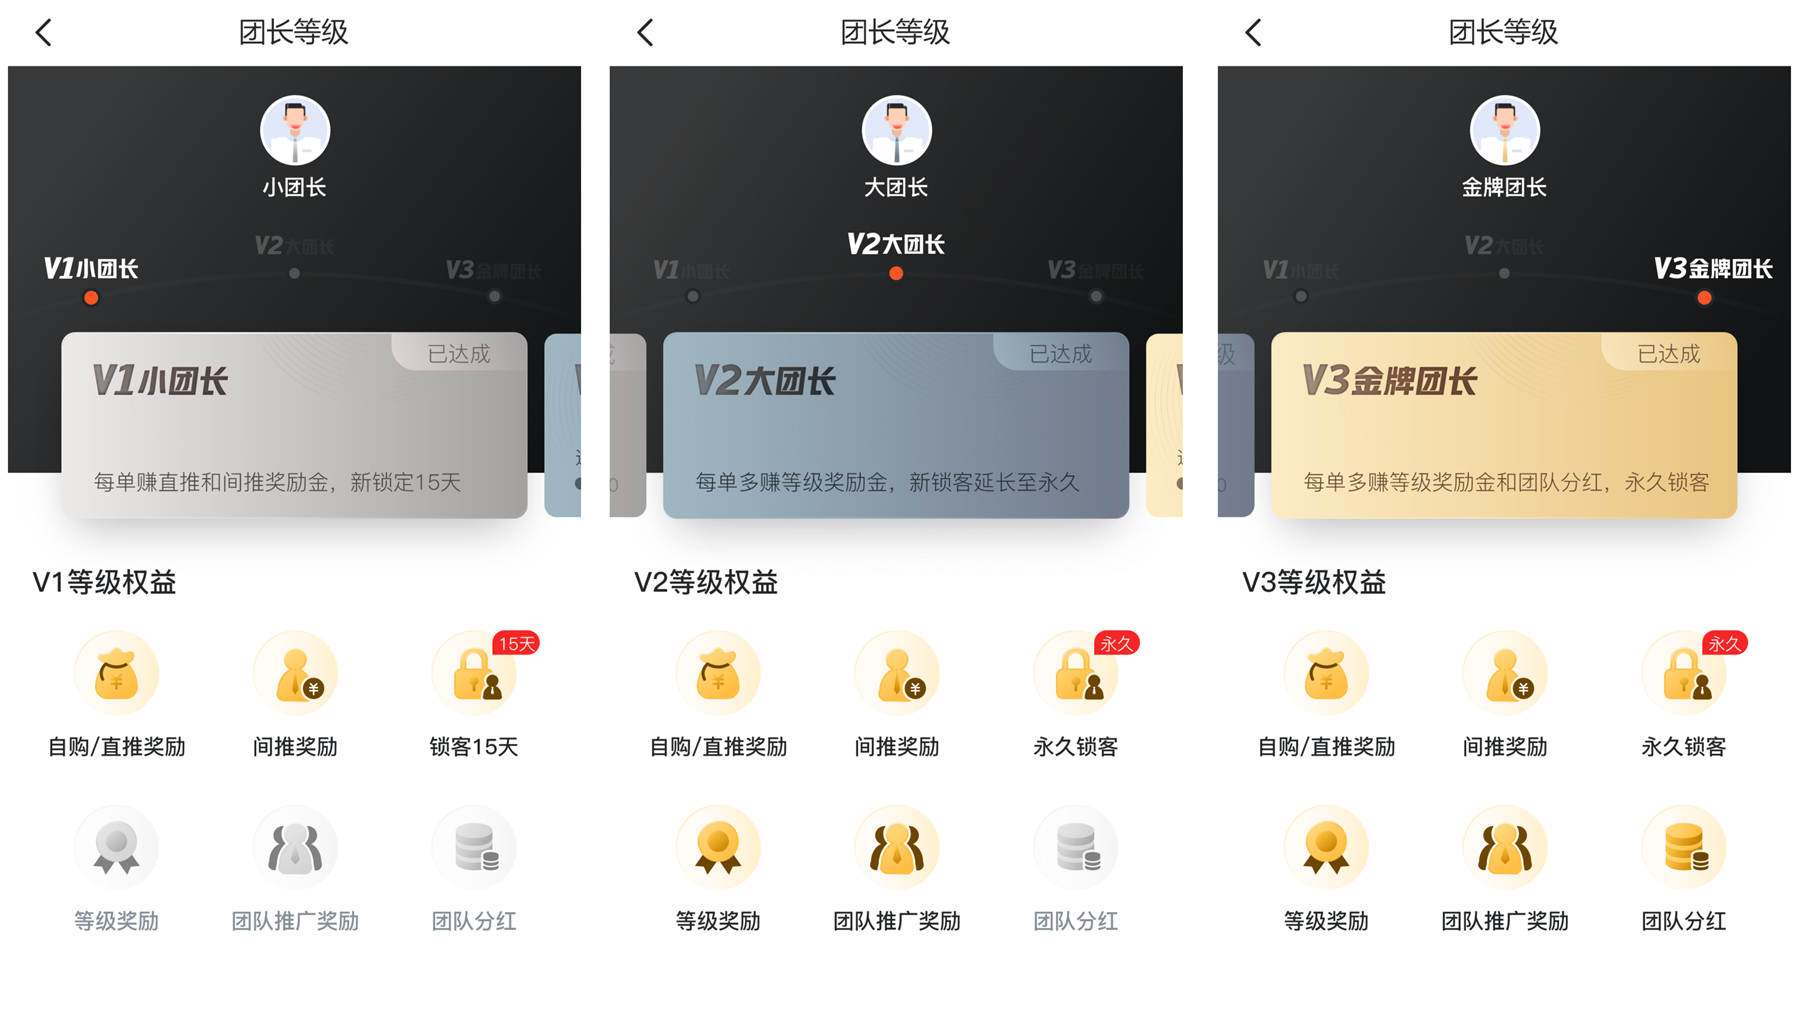 团长等级
小团长
V2大团长
V1小团长
V3金牌团长
已达成
V1小团长
每单赚直推和间推奖励金，新锁定15天
V1等级权益
15天
自购/直推奖励
间推奖励
锁客15天
等级奖励
团队推广奖励
团队分红
团长等级
大团长
V2大团长
V1小团长
V3金牌团长
已达成
V2大团长
每单多赚等级奖励金，新锁客延长至永久
V2等级权益
永久
自购/直推奖励
间推奖励
永久锁客
等级奖励
团队推广奖励
团队分红
团长等级
金牌团长
V2大团长
V1小团长
V3金牌团长
级
已达成
V3金牌团长
每单多赚等级奖励金和团队分红，永久锁客
V3等级权益
永久
自购/直推奖励
间推奖励
永久锁客
等级奖励
团队推广奖励
团队分红